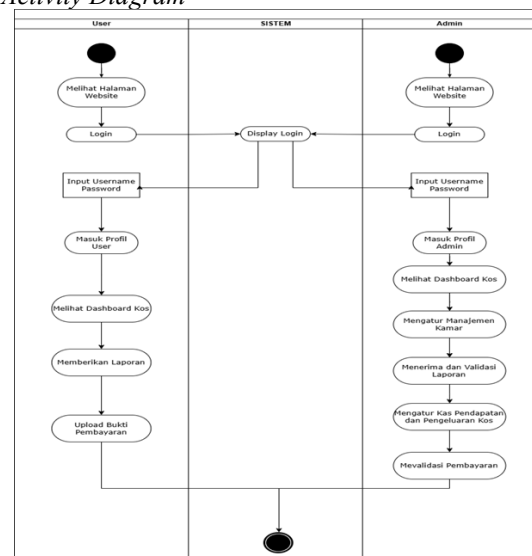 Activity Diagram
User
SISTEM
Admin
Melihat Halaman
Website
Melihat Halaman
Website
Login
Display Login
Login
Input Username
Password
Input Username
Password
Masuk Profil
User
Masuk Profil
Admin
Melihat Dashboard Kos
Melihat Dashboard Kos
Mengatur Manajemen
Kamar
Memberikan Laporan
Menerima dan Validasi
Laporan
Upload Bukti
Pembayaran
Mengatur Kas Pendapatan
dan Pengeluaran Kos
Mevalidasi Pembayaran